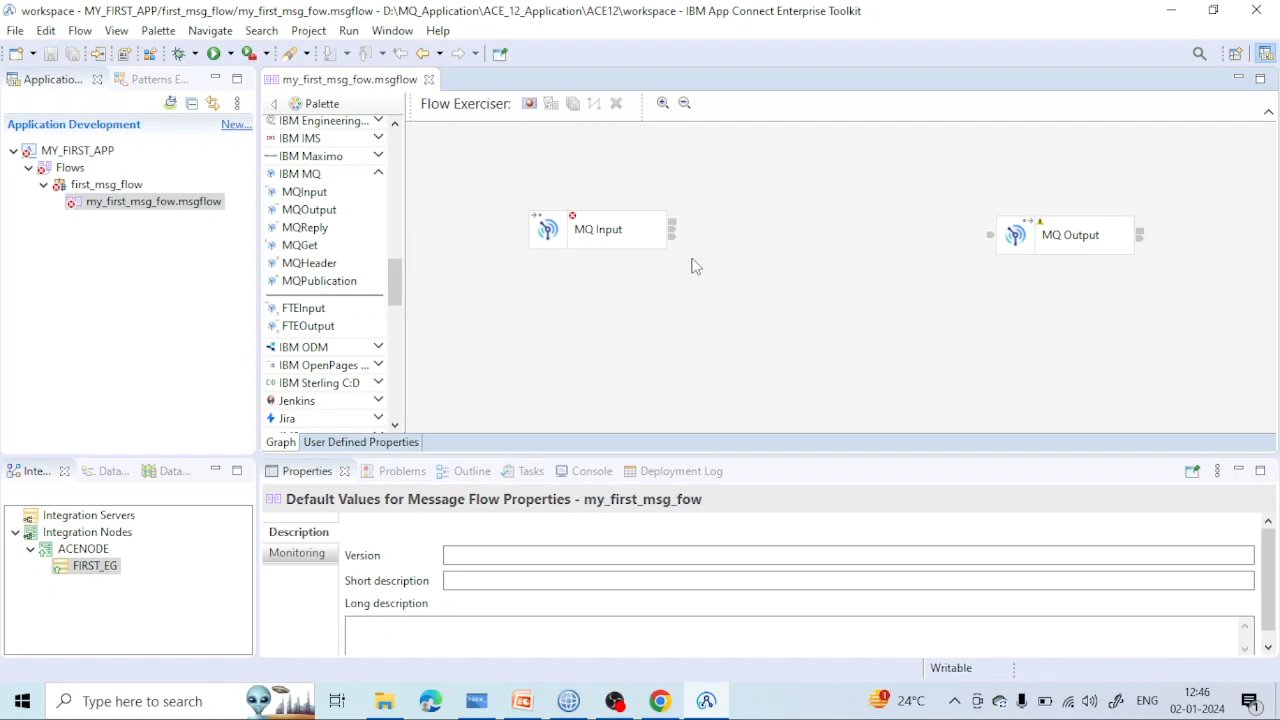 workspace - MY_FIRST_APP/first_msg_flow/my_first_msg_fow.msgflow - D:\MQ_Application\ACE_12_Application\ACE12\workspace - IBM App Connect Enterprise Toolkit
File Edit Flow View Palette Navigate Search Project Run Window Help
Applicatio... Patterns E...
my_first_msg_fow.msgflow
Palette
Flow Exerciser:
Application Development New...
MY_FIRST_APP
Flows
first_msg_flow
my_first_msg_fow.msgflow
IBM Engineering...
IBM IMS
IBM Maximo
IBM MQ
MQInput
MQOutput
MQReply
MQGet
MQHeader
MQPublication
FTEInput
FTEOutput
IBM ODM
IBM OpenPages ...
IBM Sterling C:D
Jenkins
Jira
MQ Input
MQ Output
Graph User Defined Properties
Inte... Data... Data...
Integration Servers
Integration Nodes
ACENODE
FIRST_EG
Properties Problems Outline Tasks Console Deployment Log
Default Values for Message Flow Properties - my_first_msg_fow
Description
Monitoring
Version
Short description
Long description
Writable
Type here to search
24°C
ENG
12:46
02-01-2024